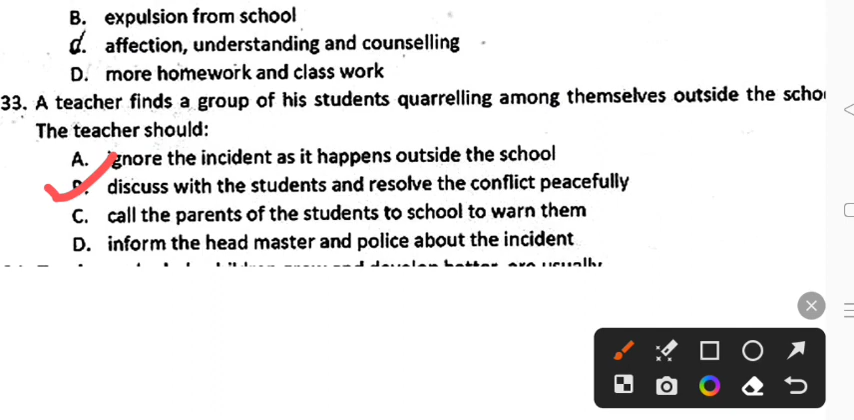 B. expulsion from school
affection, understanding and counselling
D. more homework and class work
33. A teacher finds a group of his students quarrelling among themselves outside the
The teacher should:
A. ignore the incident as it happens outside the school
discuss with the students and resolve the conflict peacefully
C. call the parents of the students to school to warn them
D. inform the head master and police about the incident